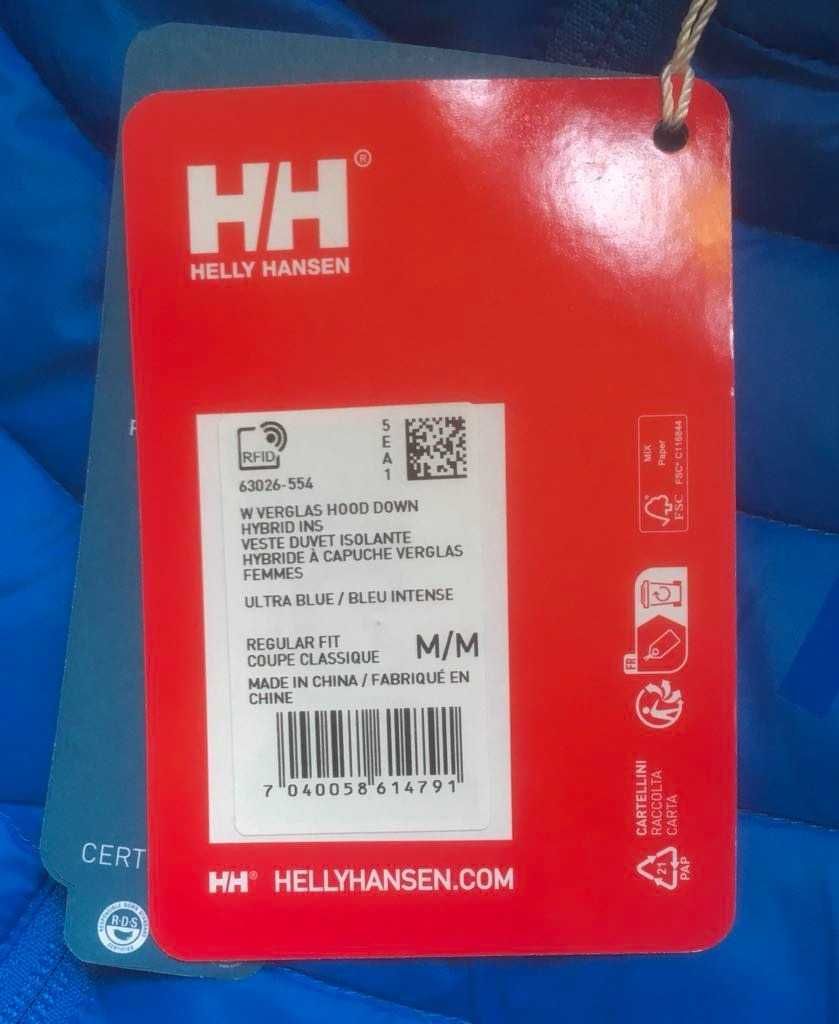 HH®
HELLY HANSEN
RFID
5
E
A
1
63026-554
W VERGLAS HOOD DOWN
HYBRID INS
VESTE DUVET ISOLANTE
HYBRIDE À CAPUCHE VERGLAS
FEMMES
ULTRA BLUE / BLEU INTENSE
REGULAR FIT
COUPE CLASSIQUE
M/M
MADE IN CHINA / FABRIQUÉ EN
CHINE
7 040058 614791
HH® HELLYHANSEN.COM
MIX
Paper
FSC® C116844
FSC
FR
CARTELLINI
RACCOLTA
CARTA
21
PAP
CERT
R·D·S